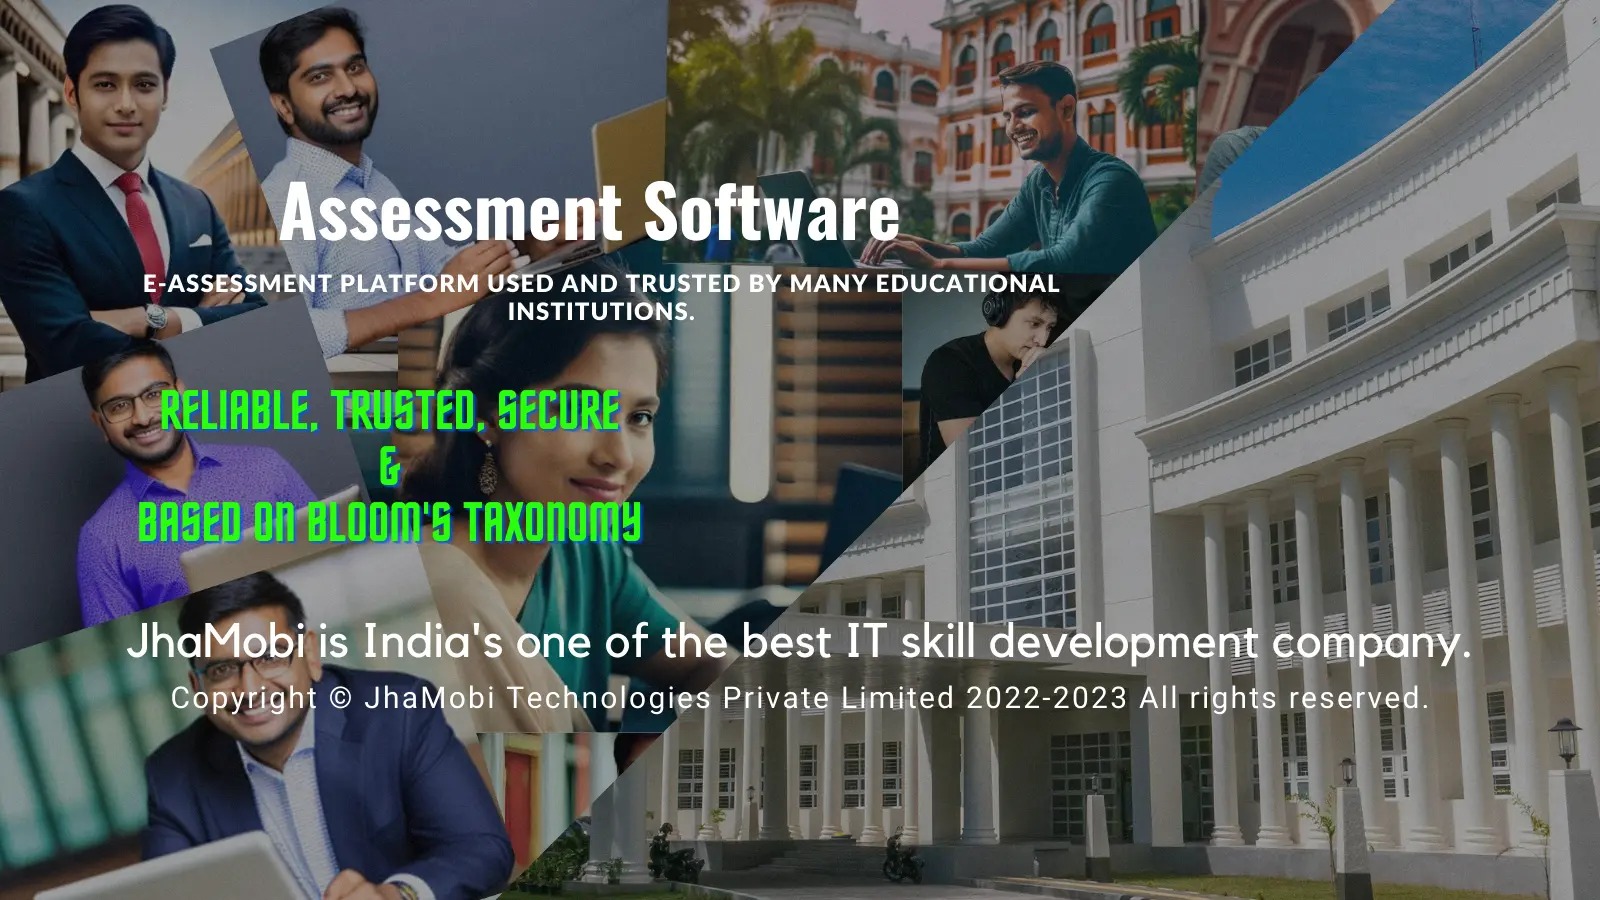 Assessment Software
E-ASSESSMENT PLATFORM USED AND TRUSTED BY MANY EDUCATIONAL
INSTITUTIONS.
RELIABLE, TRUSTED, SECURE
&
BASED ON BLOOM'S TAXONOMY
JhaMobi is India's one of the best IT skill development company.
Copyright © JhaMobi Technologies Private Limited 2022-2023 All rights reserved.